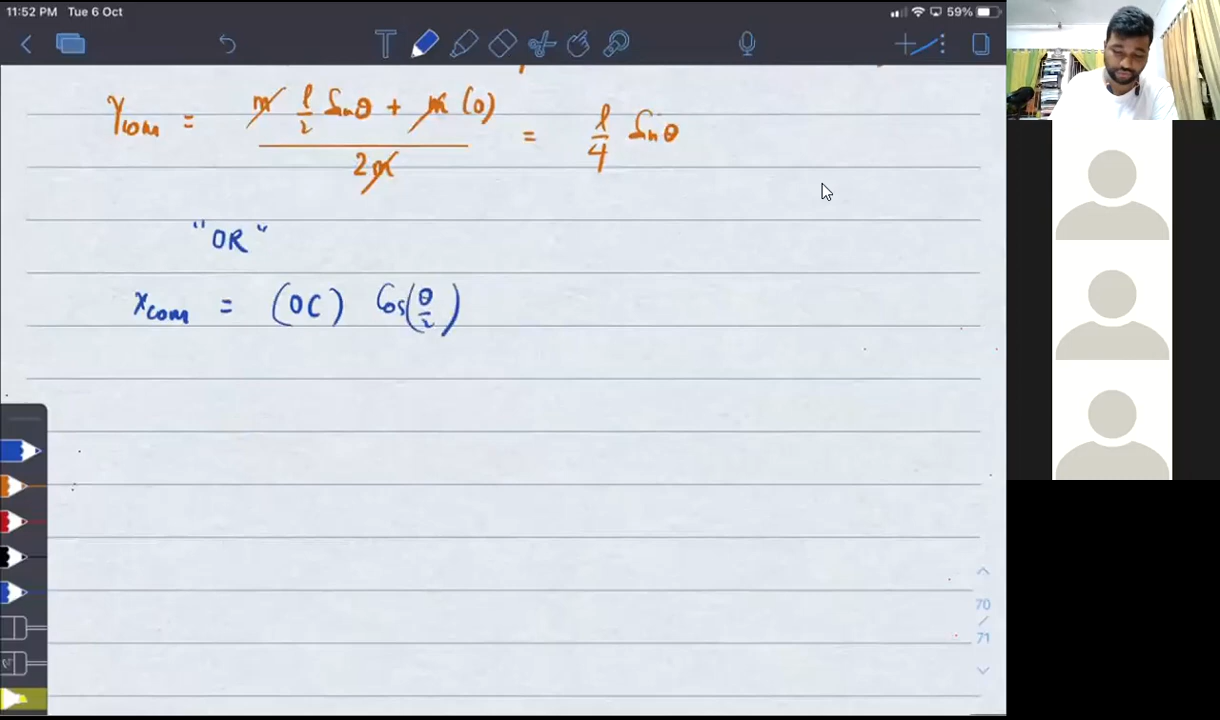 11:52 PM Tue 6 Oct 59%
T
Ycom = m l/2 Sinθ + m (0) / 2m = l/4 Sinθ
"OR"
xcom = (OC) Cos(θ/2)
70
/
71